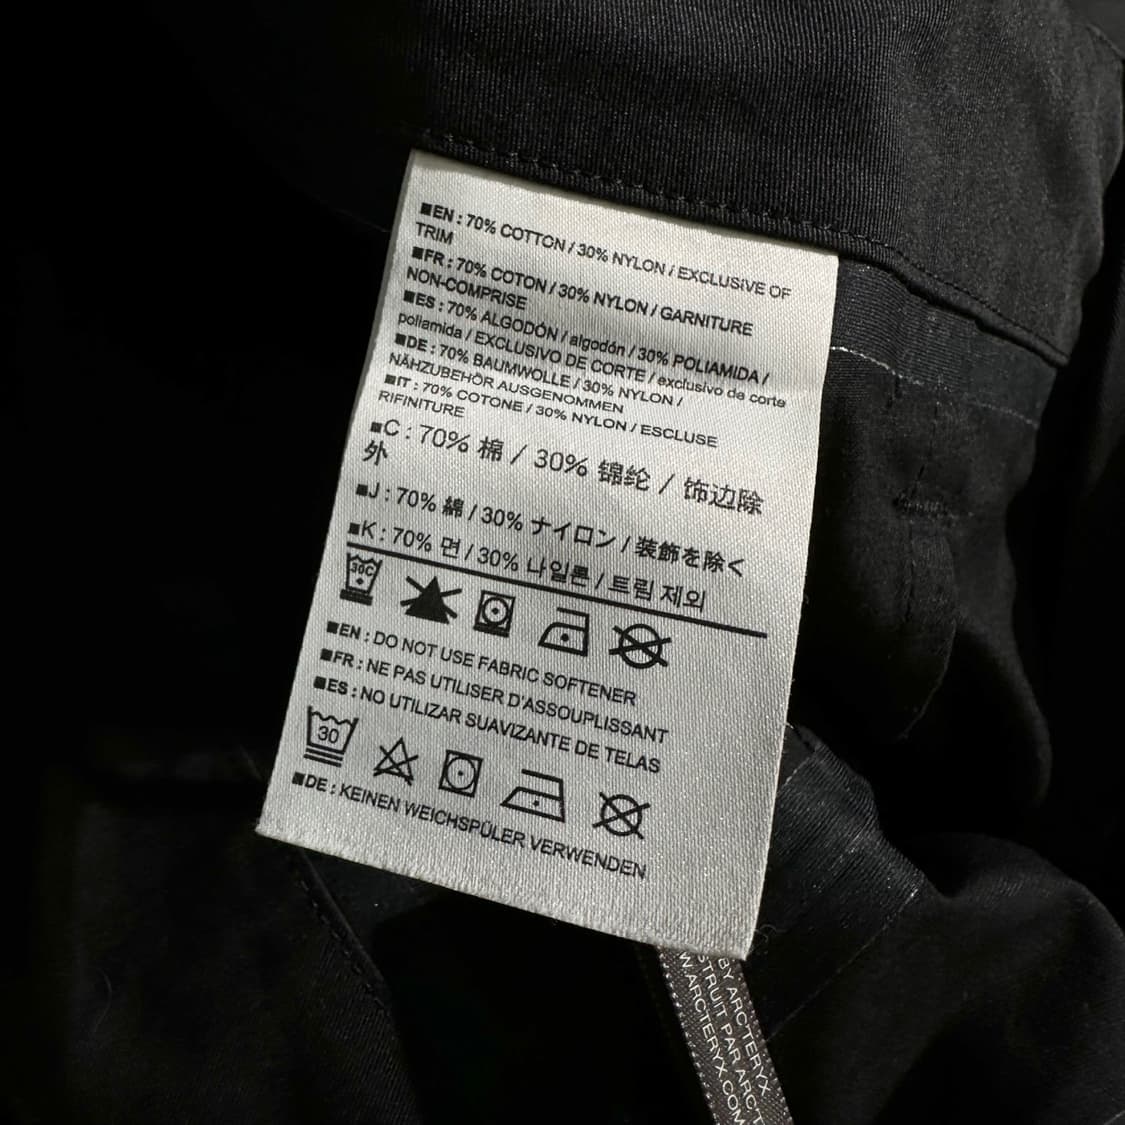 ■EN : 70% COTTON / 30% NYLON / EXCLUSIVE OF
TRIM
■FR : 70% COTON / 30% NYLON / GARNITURE
NON-COMPRISE
■ES : 70% ALGODÓN / algodón / 30% POLIAMIDA /
poliamida / EXCLUSIVO DE CORTE / exclusivo de corte
■DE : 70% BAUMWOLLE / 30% NYLON /
NÄHZUBEHÖR AUSGENOMMEN
■IT : 70% COTONE / 30% NYLON / ESCLUSE
RIFINITURE
■C : 70% 棉 / 30% 锦纶 / 饰边除
外
■J : 70% 綿 / 30% ナイロン / 装飾を除く
■K : 70% 면 / 30% 나일론 / 트림 제외
30C
■EN : DO NOT USE FABRIC SOFTENER
■FR : NE PAS UTILISER D'ASSOUPLISSANT
■ES : NO UTILIZAR SUAVIZANTE DE TELAS
30
■DE : KEINEN WEICHSPÜLER VERWENDEN
BY ARC'TERYX
PAR ARC'T
W.ARCTERYX.COM